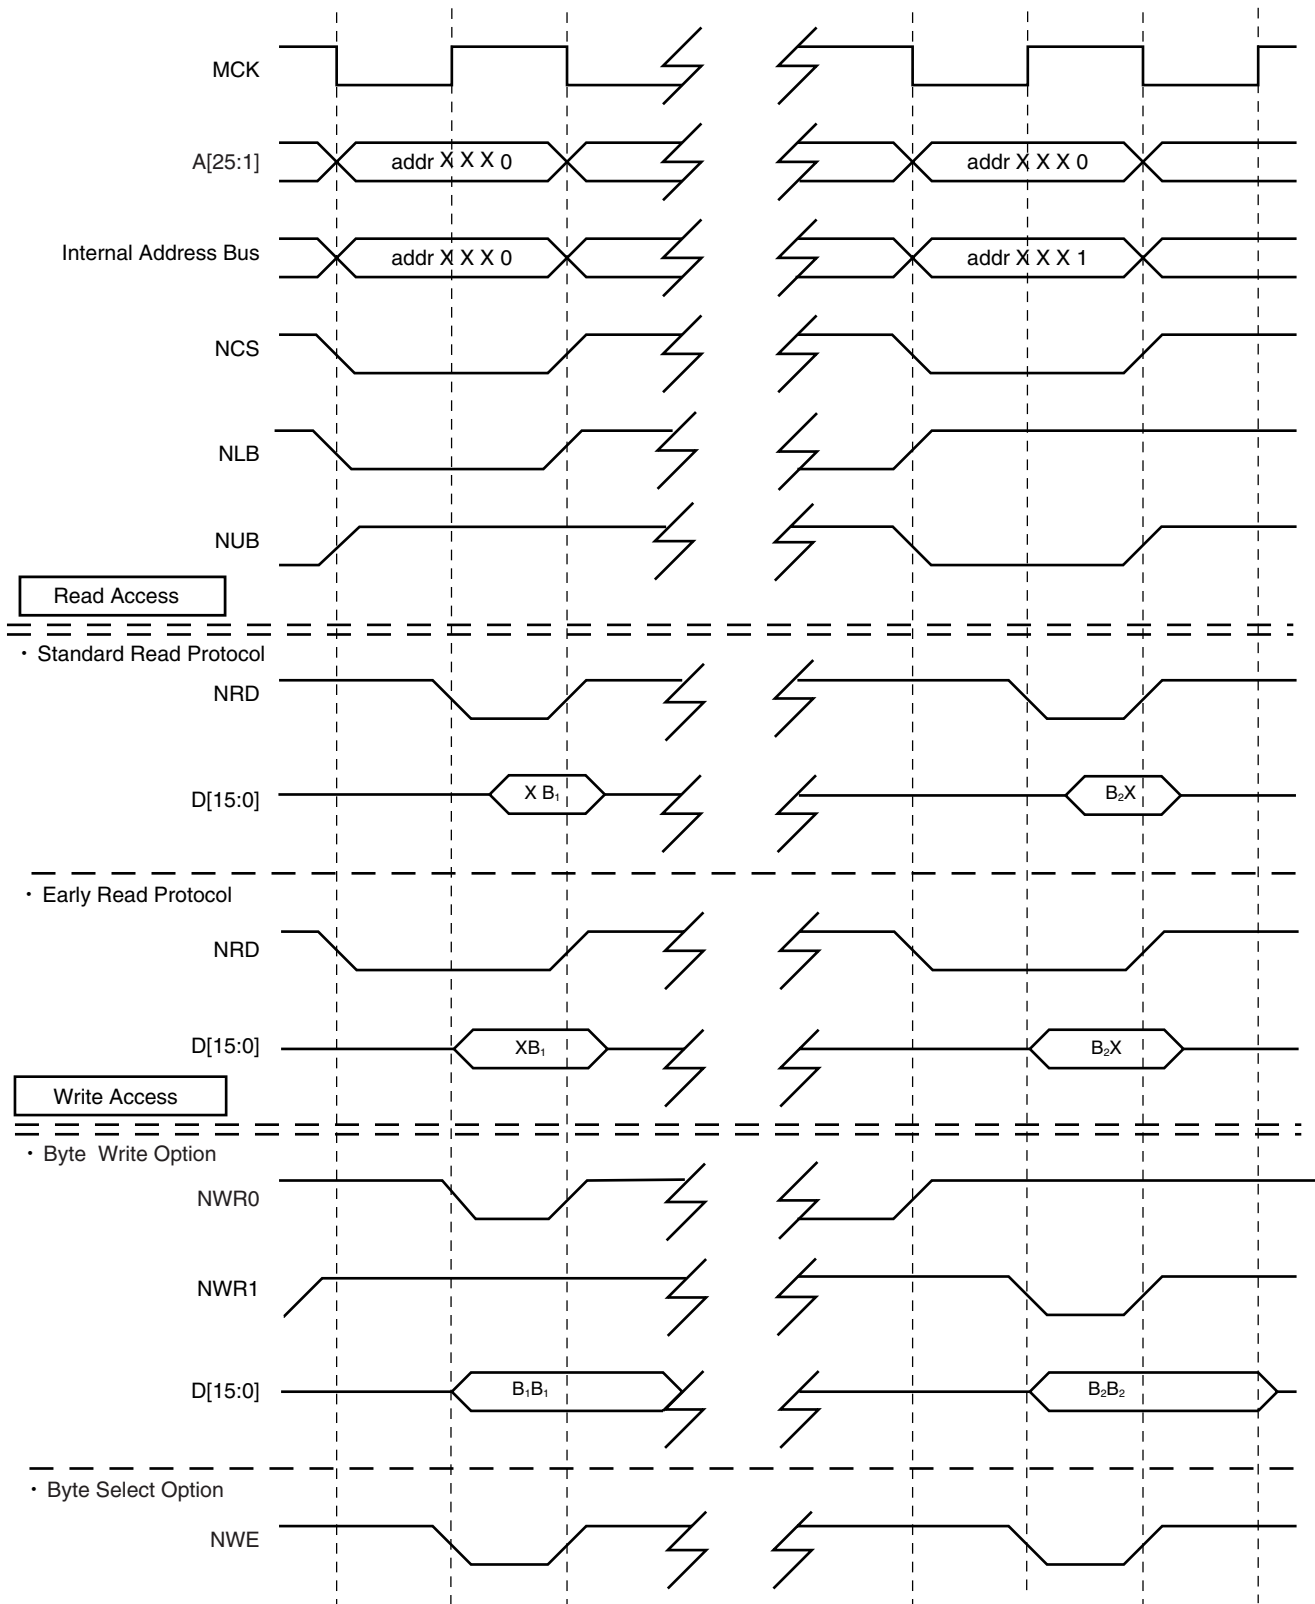 MCK
A[25:1] addr X X X 0 addr X X X 0
Internal Address Bus addr X X X 0 addr X X X 1
NCS
NLB
NUB
Read Access
· Standard Read Protocol
NRD
D[15:0] X B₁ B₂X
· Early Read Protocol
NRD
D[15:0] XB₁ B₂X
Write Access
· Byte Write Option
NWR0
NWR1
D[15:0] B₁B₁ B₂B₂
· Byte Select Option
NWE